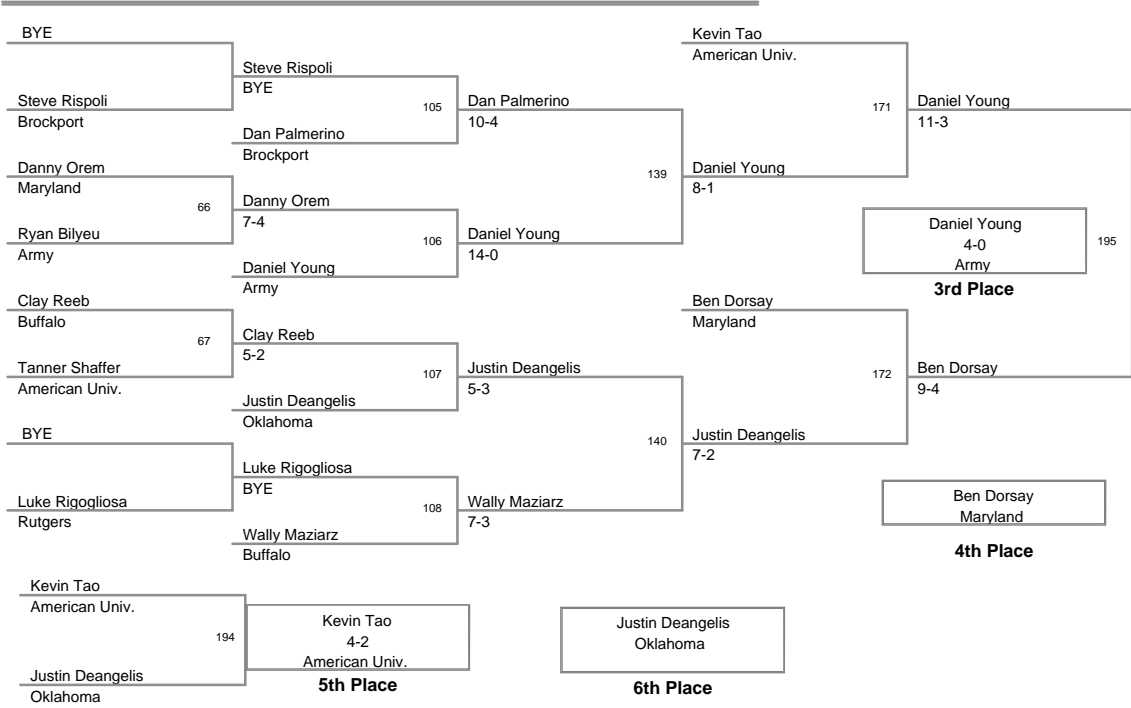 BYE
Steve Rispoli
Brockport
Danny Orem
Maryland
66
Ryan Bilyeu
Army
Clay Reeb
Buffalo
67
Tanner Shaffer
American Univ.
BYE
Luke Rigogliosa
Rutgers
Steve Rispoli
BYE
105
Dan Palmerino
Brockport
Danny Orem
7-4
106
Daniel Young
Army
Clay Reeb
5-2
107
Justin Deangelis
Oklahoma
Luke Rigogliosa
BYE
108
Wally Maziarz
Buffalo
Dan Palmerino
10-4
139
Daniel Young
14-0
Justin Deangelis
5-3
140
Wally Maziarz
7-3
Kevin Tao
American Univ.
171
Daniel Young
8-1
Ben Dorsay
Maryland
172
Justin Deangelis
7-2
Daniel Young
11-3
Daniel Young
4-0
Army
195
3rd Place
Ben Dorsay
9-4
Ben Dorsay
Maryland
4th Place
Kevin Tao
American Univ.
194
Justin Deangelis
Oklahoma
Kevin Tao
4-2
American Univ.
5th Place
Justin Deangelis
Oklahoma
6th Place